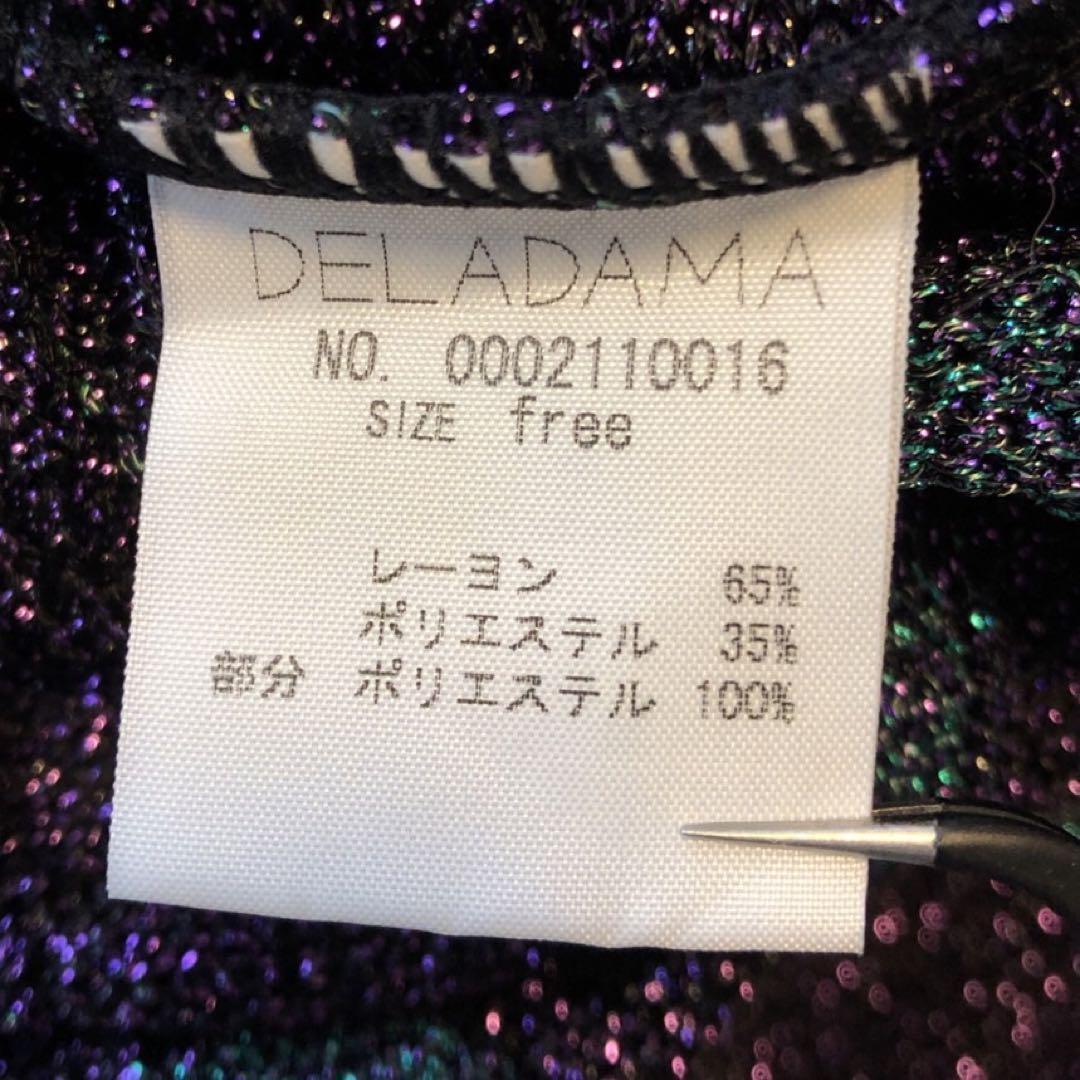 DELADAMA
NO. 0002110016
SIZE free
レーヨン 65%
ポリエステル 35%
部分 ポリエステル 100%